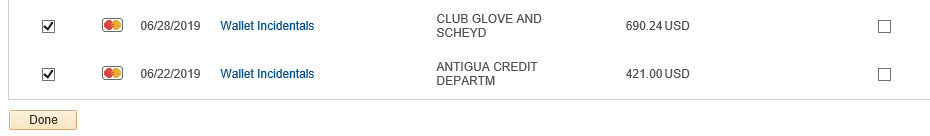 06/28/2019 Wallet Incidentals CLUB GLOVE AND SCHEYD 690.24 USD
06/22/2019 Wallet Incidentals ANTIGUA CREDIT DEPARTM 421.00 USD
Done